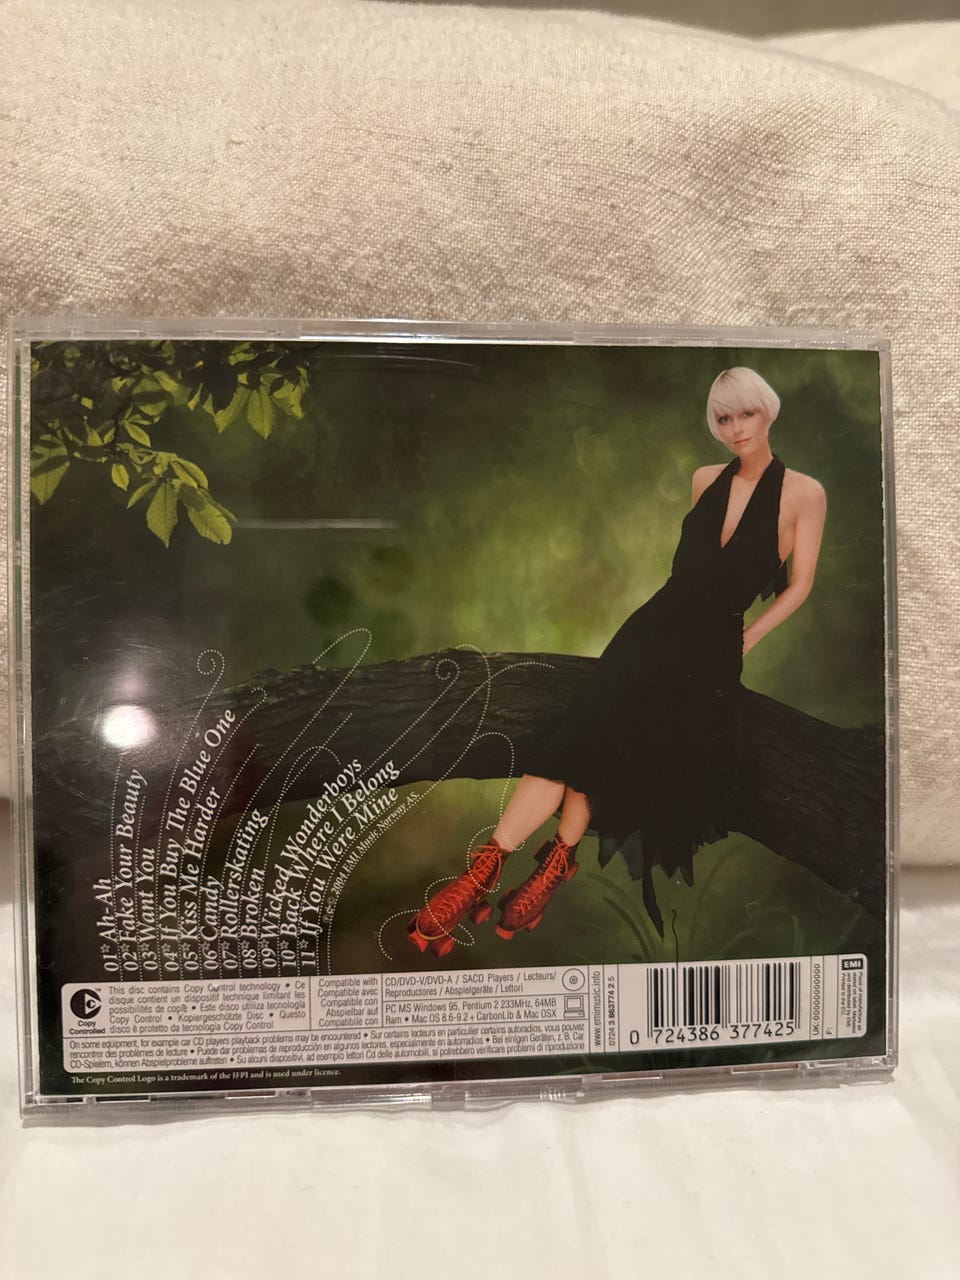 01☆ Ah-Ah
02☆ Take Your Beauty
03☆ Want You
04☆ If You Buy The Blue One
05☆ Kiss Me Harder
06☆ Candy
07☆ Rollerskating
08☆ Broken
09☆ Wicked Wonderboys
10☆ Back Where I Belong
11☆ If You Were Mine
℗&© 2004 EMI Music Norway AS.
Copy
Controlled
This disc contains Copy Control technology • Ce
disque contient un dispositif technique limitant les
possibilités de copie • Este disco utiliza tecnología
Copy Control • Kopiergeschützte Disc • Questo
disco è protetto da tecnologia Copy Control
Compatible with
Compatible avec
Compatible con
Abspielbar auf
Compatibile con
CD/DVD-V/DVD-A / SACD Players / Lecteurs/
Reproductores / Abspielgeräte / Lettori
PC MS Windows 95, Pentium 2 233MHz, 64MB
Ram • Mac OS 8.6-9.2 + CarbonLib & Mac OSX
On some equipment, for example car CD players playback problems may be encountered • Sur certains lecteurs en particulier certains autoradios, vous pouvez
rencontrer des problèmes de lecture • Puede dar problemas de reproducción en algunos lectores, especialmente en autoradios • Bei einigen Geräten, z. B. Car
CD-Spielern, können Abspielprobleme auftreten • Su alcuni dispositivi, ad esempio lettori Cd delle automobili, si potrebbero verificare problemi di riproduzione
The Copy Control Logo is a trademark of the IFPI and is used under licence.
www.emimusic.info
0724 3 863774 2 5
0 724386 377425
UK:
F:
EMI
Printed in the EU.